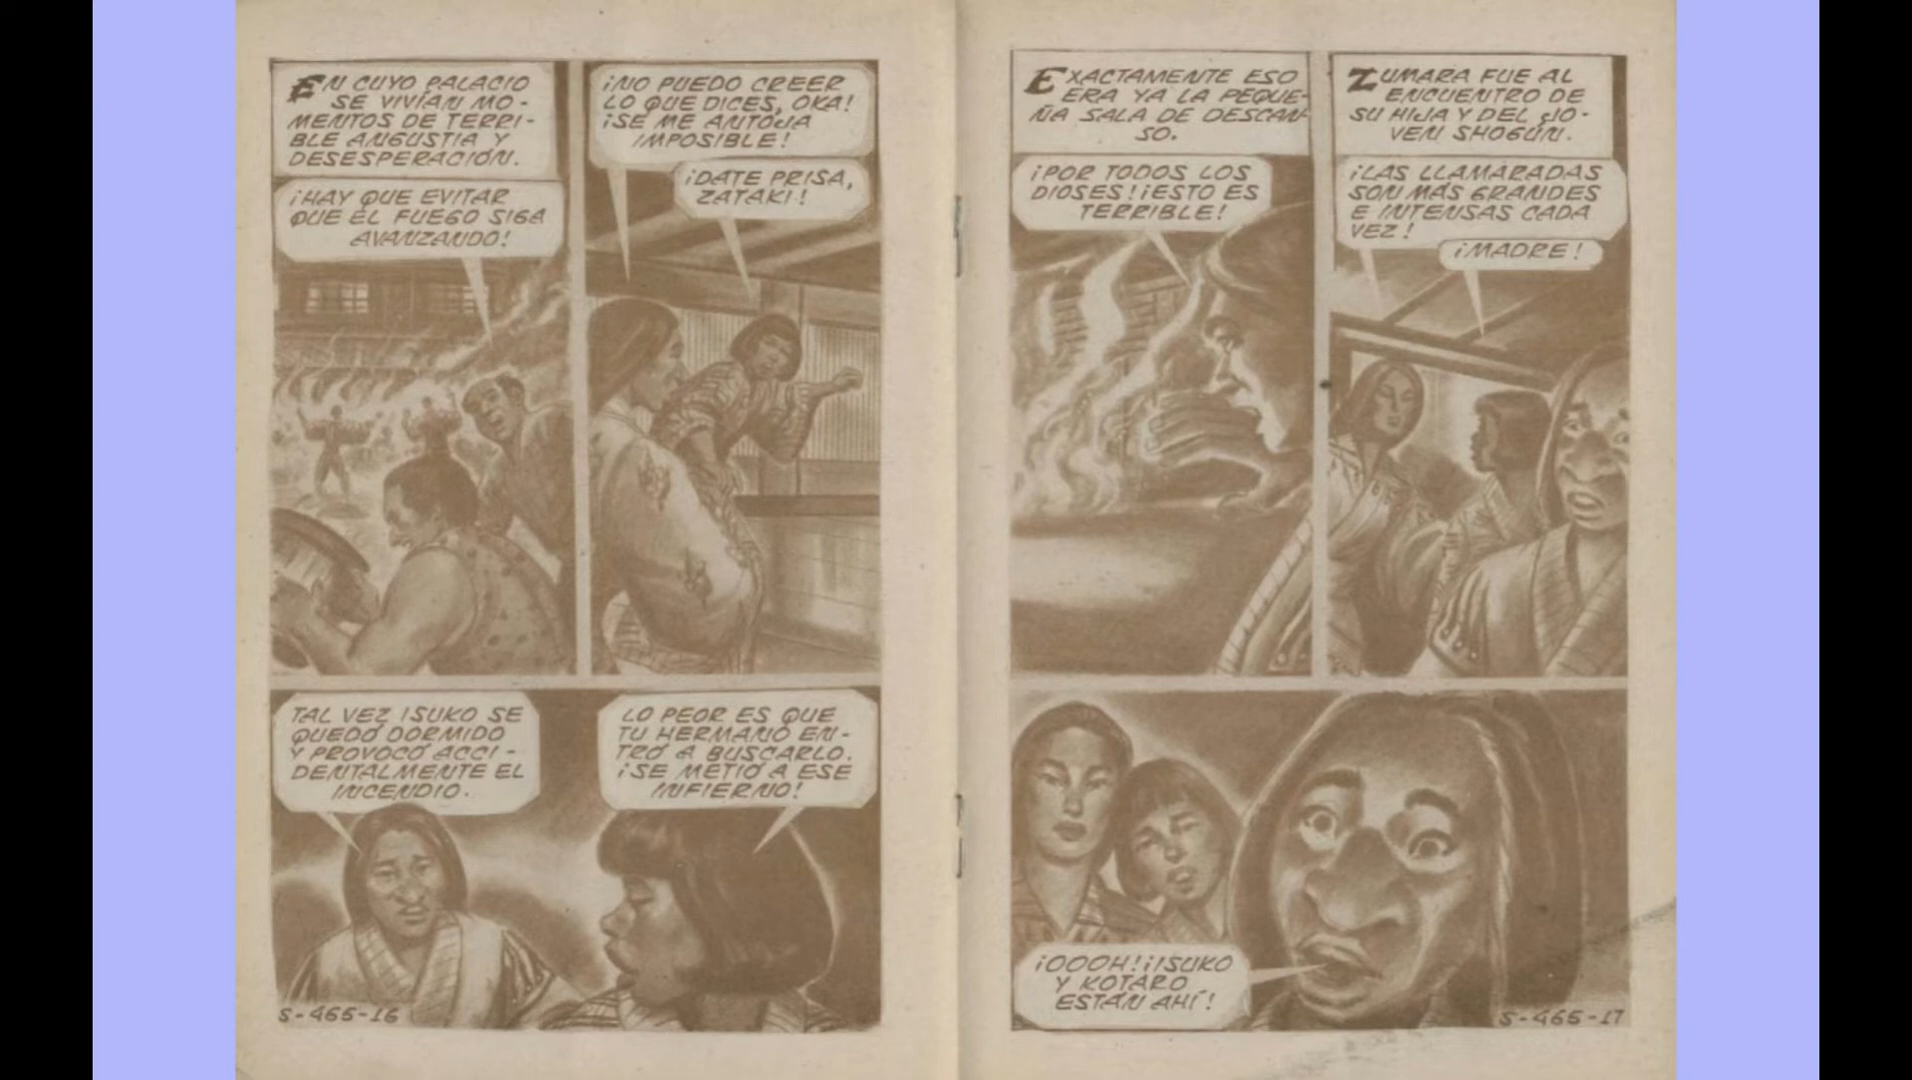 EN CUYO PALACIO
SE VIVÍAN MO-
MENTOS DE TERRI-
BLE ANGUSTIA Y
DESESPERACIÓN.
¡HAY QUE EVITAR
QUE EL FUEGO SIGA
AVANZANDO!
¡NO PUEDO CREER
LO QUE DICES, OKA!
¡SE ME ANTOJA
IMPOSIBLE!
¡DATE PRISA,
ZATAKI!
TAL VEZ ISUKO SE
QUEDÓ DORMIDO
Y PROVOCÓ ACCI-
DENTALMENTE EL
INCENDIO.
LO PEOR ES QUE
TU HERMANO EN-
TRÓ A BUSCARLO.
¡SE METIÓ A ESE
INFIERNO!
S-465-16
EXACTAMENTE ESO
ERA YA LA PEQUE-
ÑA SALA DE DESCAN-
SO.
¡POR TODOS LOS
DIOSES! ¡ESTO ES
TERRIBLE!
ZUMARA FUE AL
ENCUENTRO DE
SU HIJA Y DEL JO-
VEN SHOGÚN.
¡LAS LLAMARADAS
SON MÁS GRANDES
E INTENSAS CADA
VEZ!
¡MADRE!
¡OOOH! ¡ISUKO
Y KOTARO
ESTÁN AHÍ!
S-465-17